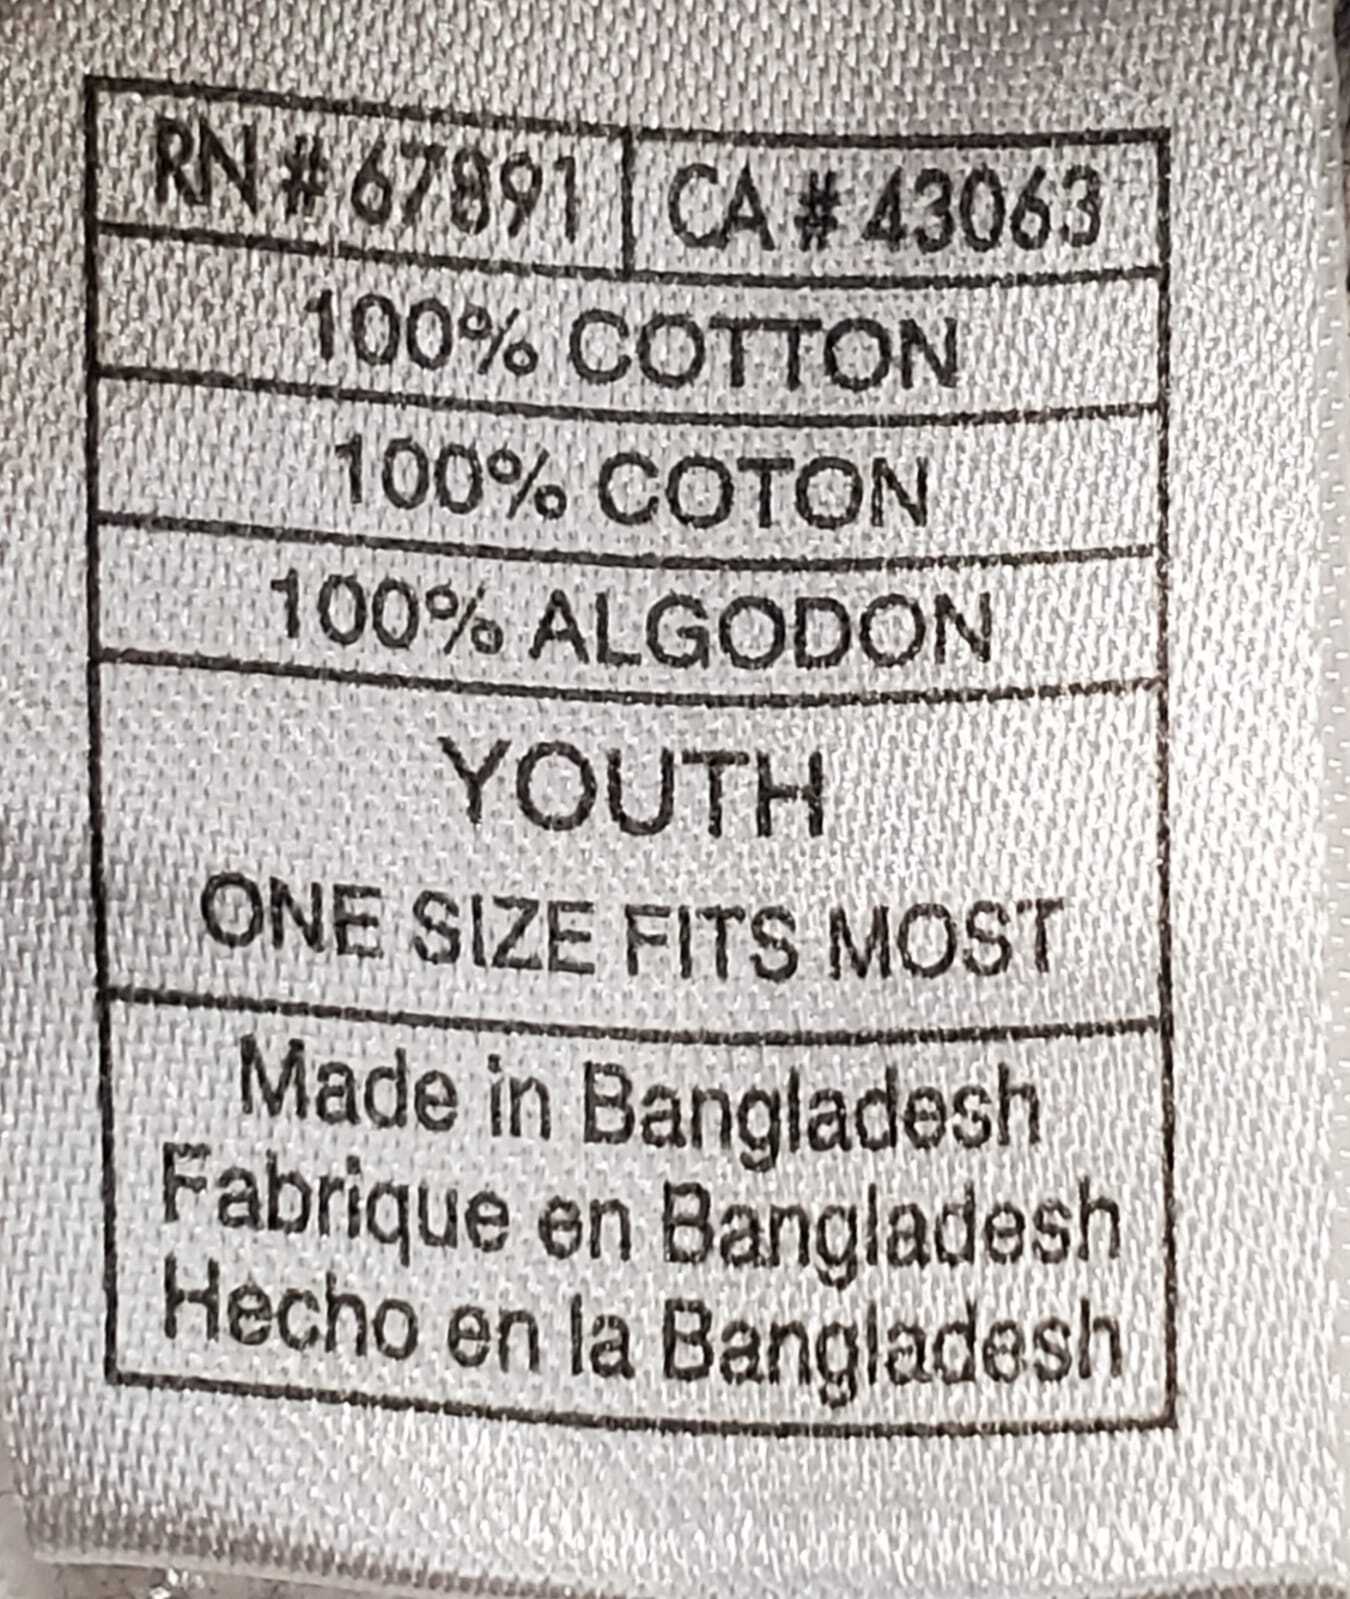 RN # 67891 CA # 43063
100% COTTON
100% COTON
100% ALGODON
YOUTH
ONE SIZE FITS MOST
Made in Bangladesh
Fabrique en Bangladesh
Hecho en la Bangladesh